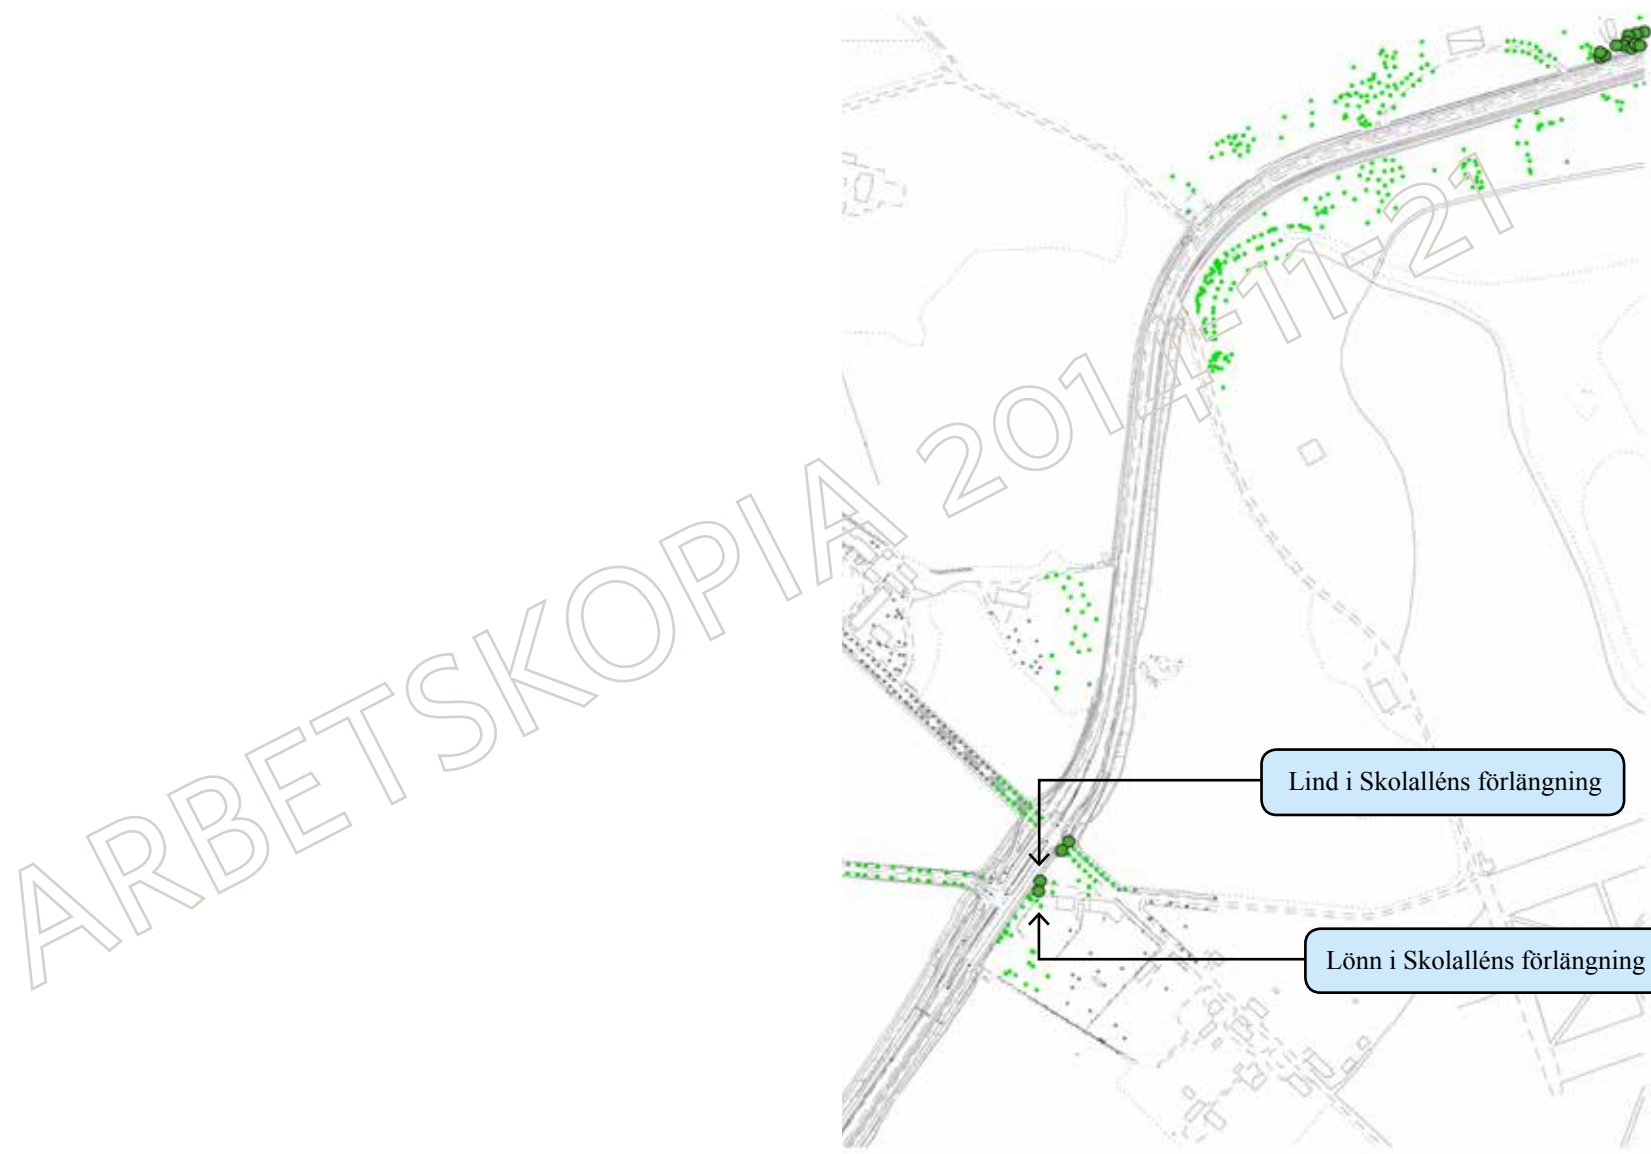 ARBETSKOPIA 2014-11-21
Lind i Skolalléns förlängning
Lönn i Skolalléns förlängning